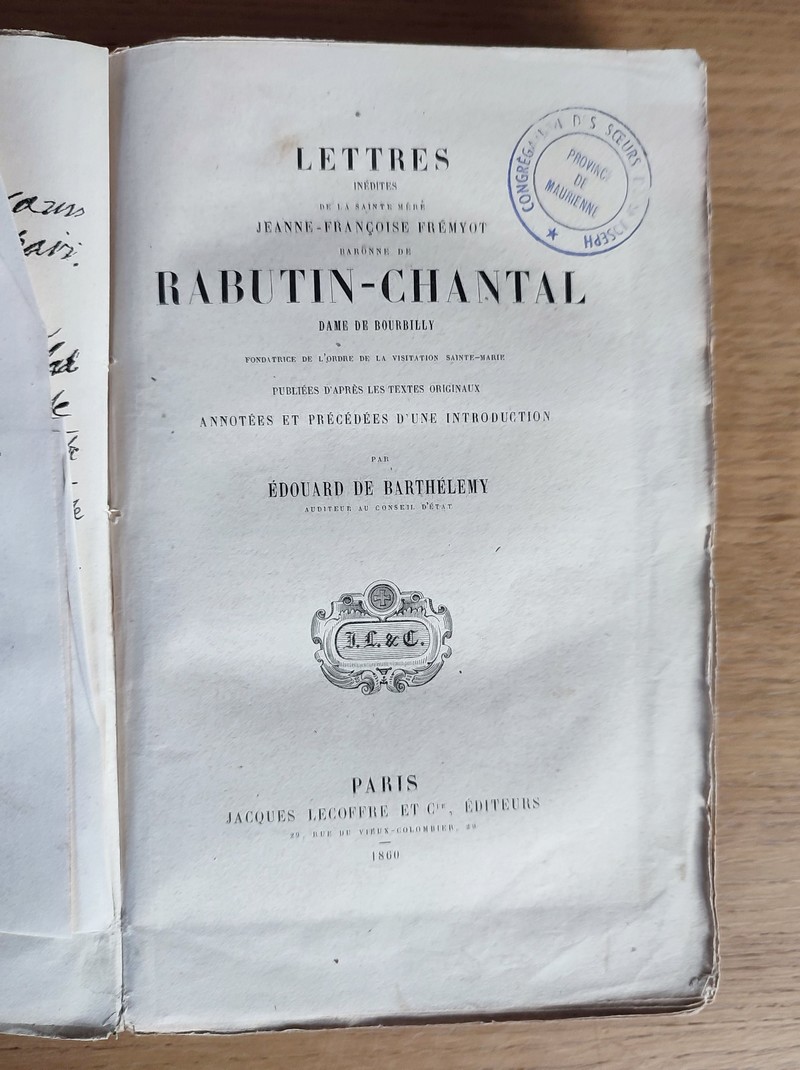 LETTRES
INÉDITES
DE LA SAINTE MÈRE
JEANNE-FRANÇOISE FRÉMYOT
BARONNE DE
RABUTIN-CHANTAL
DAME DE BOURBILLY
FONDATRICE DE L'ORDRE DE LA VISITATION SAINTE-MARIE
PUBLIÉES D'APRÈS LES TEXTES ORIGINAUX
ANNOTÉES ET PRÉCÉDÉES D'UNE INTRODUCTION
PAR
ÉDOUARD DE BARTHÉLEMY
AUDITEUR AU CONSEIL D'ÉTAT
J. L. & C.
PARIS
JACQUES LECOFFRE ET Cie, ÉDITEURS
29, RUE DU VIEUX-COLOMBIER, 29
1860
SŒURS
JOSEPH
PROVINCE
DE
MAURIENNE